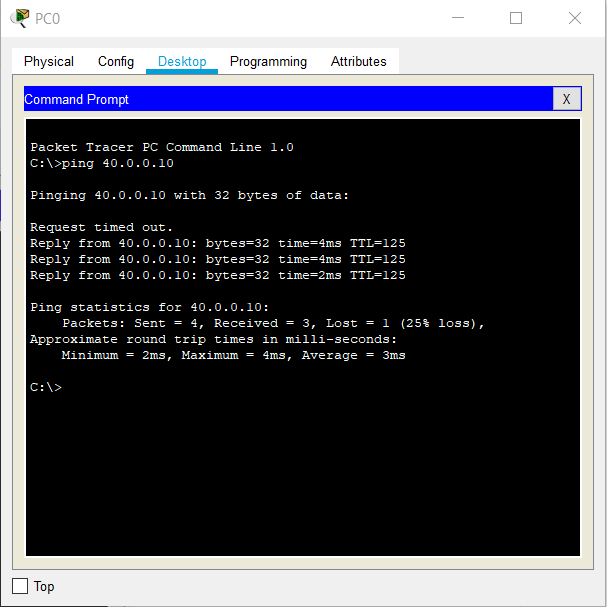 PC0
Physical Config Desktop Programming Attributes
Command Prompt X
Packet Tracer PC Command Line 1.0
C:\>ping 40.0.0.10
Pinging 40.0.0.10 with 32 bytes of data:
Request timed out.
Reply from 40.0.0.10: bytes=32 time=4ms TTL=125
Reply from 40.0.0.10: bytes=32 time=4ms TTL=125
Reply from 40.0.0.10: bytes=32 time=2ms TTL=125
Ping statistics for 40.0.0.10:
Packets: Sent = 4, Received = 3, Lost = 1 (25% loss),
Approximate round trip times in milli-seconds:
Minimum = 2ms, Maximum = 4ms, Average = 3ms
C:\>
Top